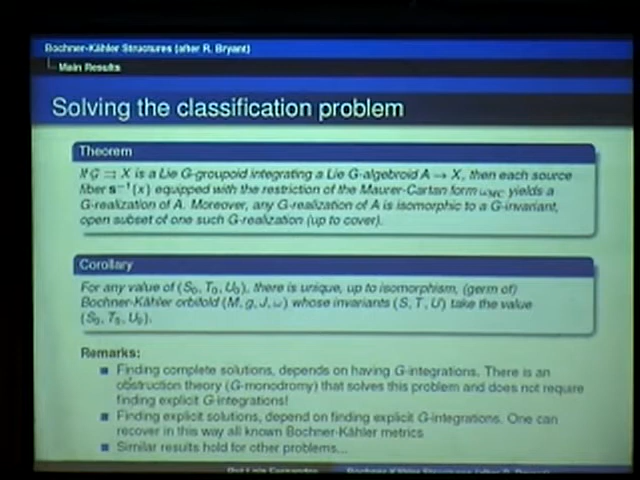 Bochner-Kähler Structures (after R. Bryant)
Main Results
Solving the classification problem
Theorem
If G ⇉ X is a Lie G-groupoid integrating a Lie G-algebroid A → X, then each source
fiber s⁻¹(x) equipped with the restriction of the Maurer-Cartan form ω_MC yields a
G-realization of A. Moreover, any G-realization of A is isomorphic to a G-invariant,
open subset of one such G-realization (up to cover).
Corollary
For any value of (S₀, T₀, U₀), there is unique, up to isomorphism, (germ of)
Bochner-Kähler orbifold (M, g, J, ω) whose invariants (S, T, U) take the value
(S₀, T₀, U₀).
Remarks:
Finding complete solutions, depends on having G-integrations. There is an
obstruction theory (G-monodromy) that solves this problem and does not require
finding explicit G-integrations!
Finding explicit solutions, depend on finding explicit G-integrations. One can
recover in this way all known Bochner-Kähler metrics
Similar results hold for other problems...